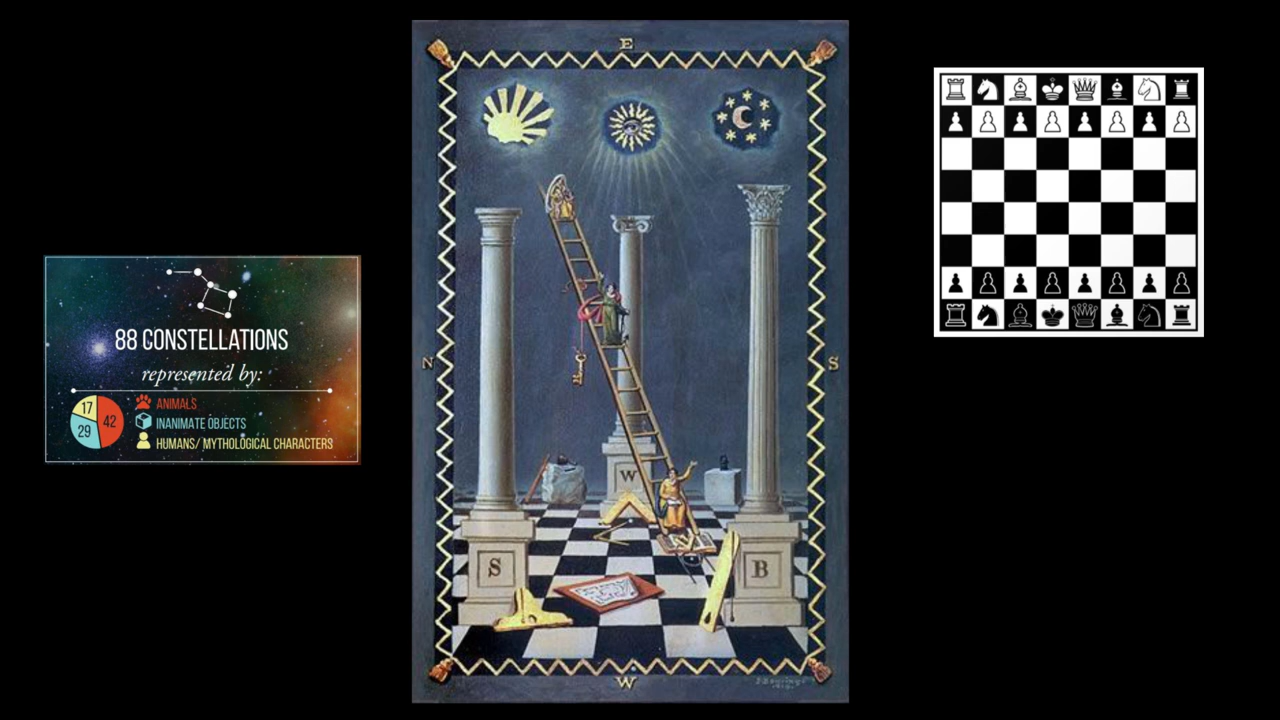 88 CONSTELLATIONS
represented by:
17
42
29
ANIMALS
INANIMATE OBJECTS
HUMANS/ MYTHOLOGICAL CHARACTERS
E
N
S
W
S
B
W